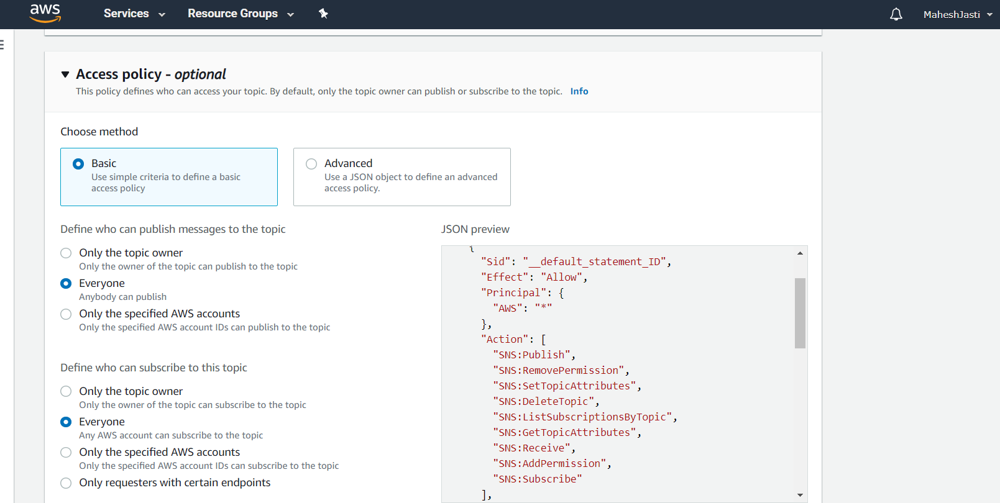 aws
Services
Resource Groups
MaheshJasti
Access policy - optional
This policy defines who can access your topic. By default, only the topic owner can publish or subscribe to the topic. Info
Choose method
Basic
Use simple criteria to define a basic
access policy
Advanced
Use a JSON object to define an advanced
access policy.
Define who can publish messages to the topic
Only the topic owner
Only the owner of the topic can publish to the topic
Everyone
Anybody can publish
Only the specified AWS accounts
Only the specified AWS account IDs can publish to the topic
Define who can subscribe to this topic
Only the topic owner
Only the owner of the topic can subscribe to the topic
Everyone
Any AWS account can subscribe to the topic
Only the specified AWS accounts
Only the specified AWS account IDs can subscribe to the topic
Only requesters with certain endpoints
JSON preview
{
"Sid": "__default_statement_ID",
"Effect": "Allow",
"Principal": {
"AWS": "*"
},
"Action": [
"SNS:Publish",
"SNS:RemovePermission",
"SNS:SetTopicAttributes",
"SNS:DeleteTopic",
"SNS:ListSubscriptionsByTopic",
"SNS:GetTopicAttributes",
"SNS:Receive",
"SNS:AddPermission",
"SNS:Subscribe"
],